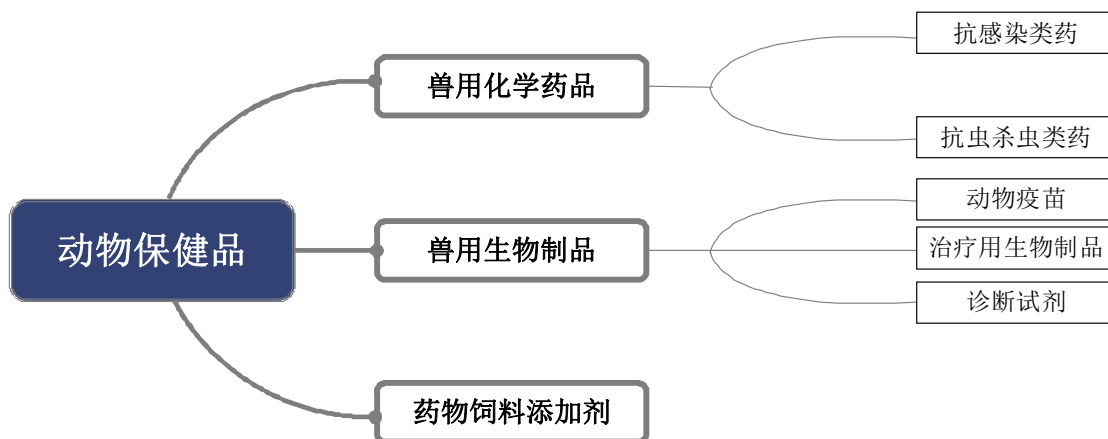 动物保健品
兽用化学药品
抗感染类药
抗虫杀虫类药
兽用生物制品
动物疫苗
治疗用生物制品
诊断试剂
药物饲料添加剂